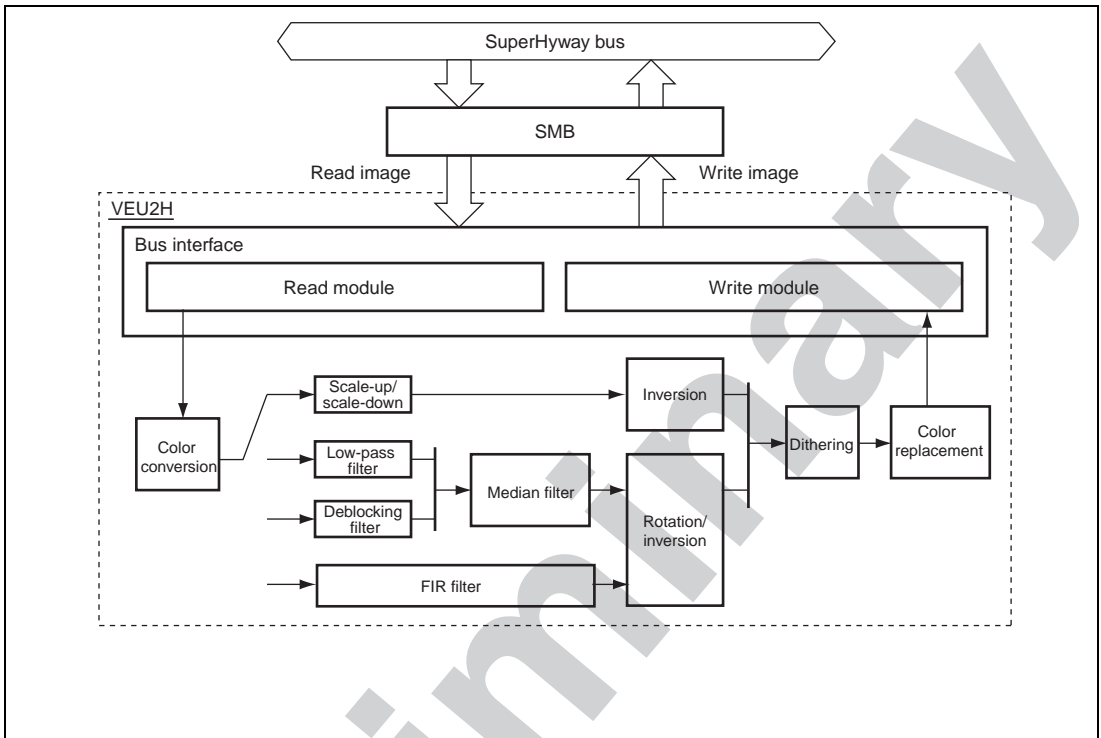 SuperHyway bus
SMB
Read image
Write image
VEU2H
Bus interface
Read module
Write module
Scale-up/
scale-down
Inversion
Color
conversion
Low-pass
filter
Median filter
Deblocking
filter
Rotation/
inversion
Dithering
Color
replacement
FIR filter
iminary